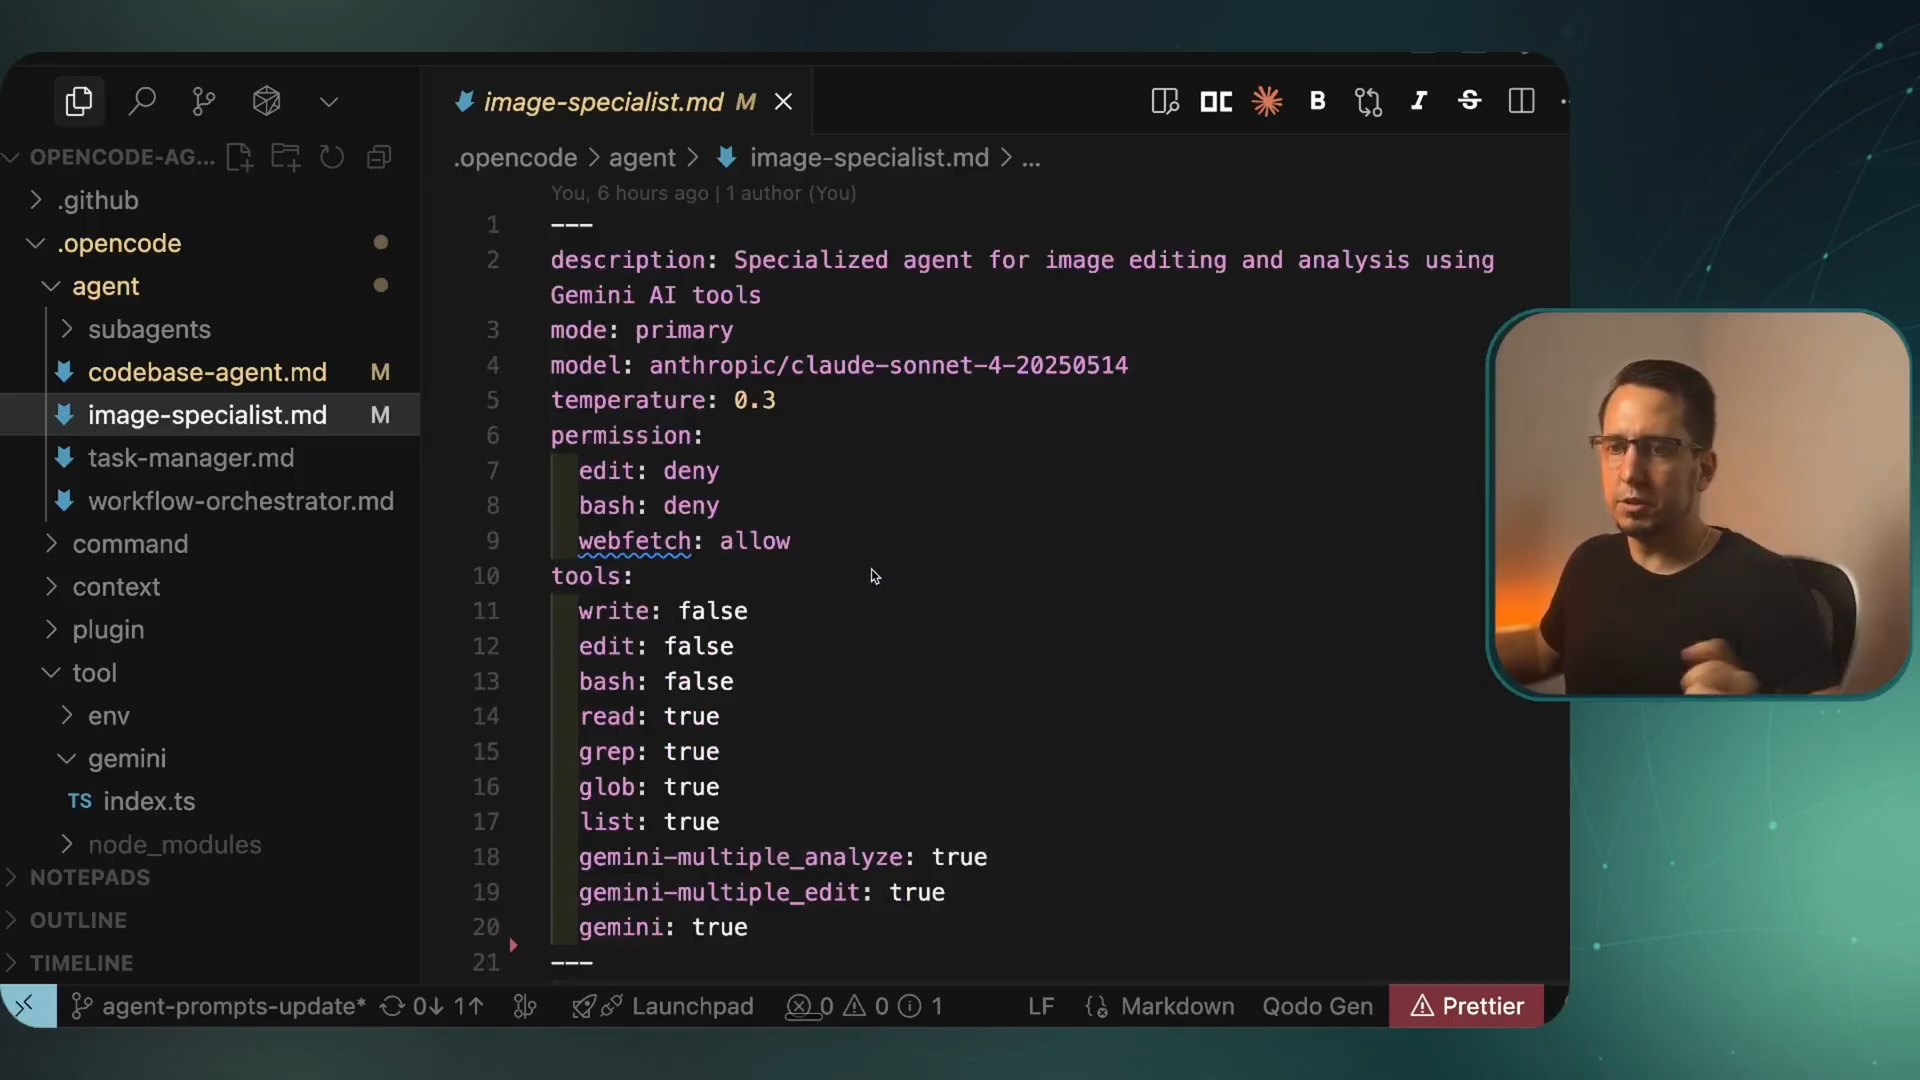 image-specialist.md M
OPENCODE-AG...
.github
.opencode
agent
subagents
codebase-agent.md M
image-specialist.md M
task-manager.md
workflow-orchestrator.md
command
context
plugin
tool
env
gemini
TS index.ts
node_modules
NOTEPADS
OUTLINE
TIMELINE
OC B I S
.opencode > agent > image-specialist.md > ...
You, 6 hours ago | 1 author (You)
1 ---
2 description: Specialized agent for image editing and analysis using
Gemini AI tools
3 mode: primary
4 model: anthropic/claude-sonnet-4-20250514
5 temperature: 0.3
6 permission:
7 edit: deny
8 bash: deny
9 webfetch: allow
10 tools:
11 write: false
12 edit: false
13 bash: false
14 read: true
15 grep: true
16 glob: true
17 list: true
18 gemini-multiple_analyze: true
19 gemini-multiple_edit: true
20 gemini: true
21 ---
agent-prompts-update* 0↓ 1↑ Launchpad 0 0 1 LF {} Markdown Qodo Gen Prettier